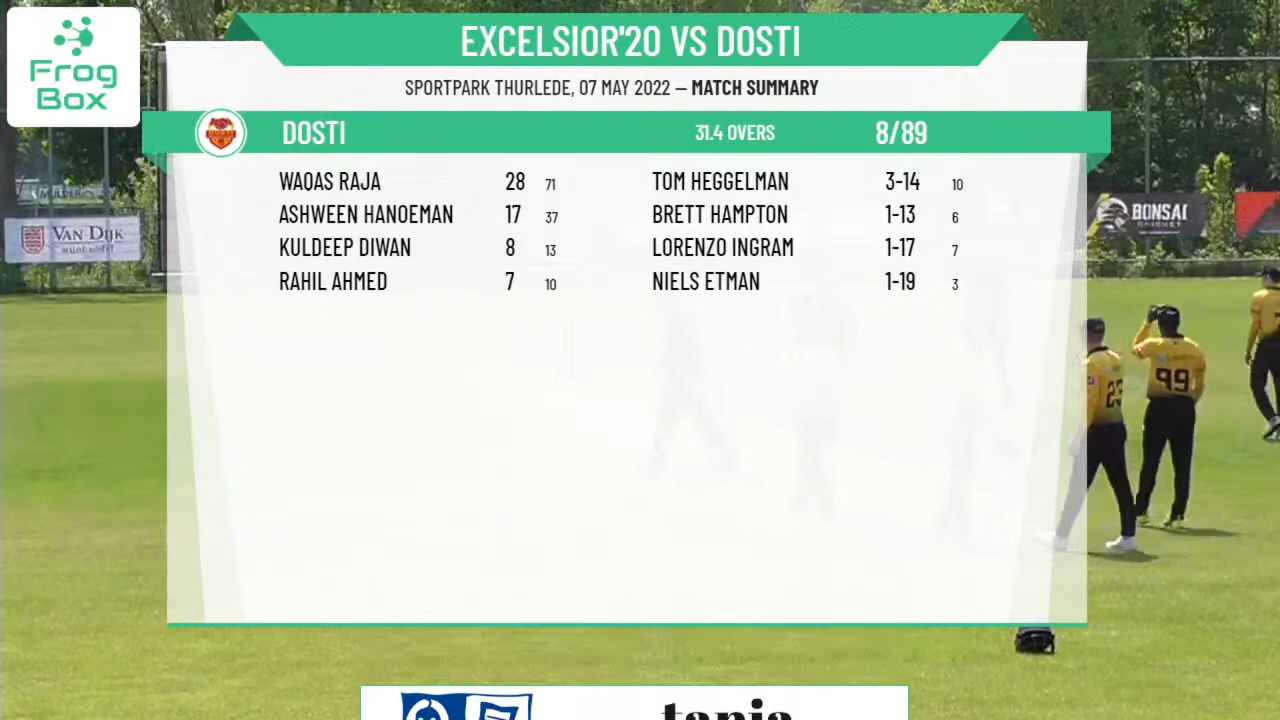 Frog
Box
EXCELSIOR'20 VS DOSTI
SPORTPARK THURLEDE, 07 MAY 2022 – MATCH SUMMARY
DOSTI 31.4 OVERS 8/89
WAQAS RAJA 28 71 TOM HEGGELMAN 3-14 10
ASHWEEN HANOEMAN 17 37 BRETT HAMPTON 1-13 6
KULDEEP DIWAN 8 13 LORENZO INGRAM 1-17 7
RAHIL AHMED 7 10 NIELS ETMAN 1-19 3
VAN DIJK
wijnhandel
BONSAI
CRICKET
23
99